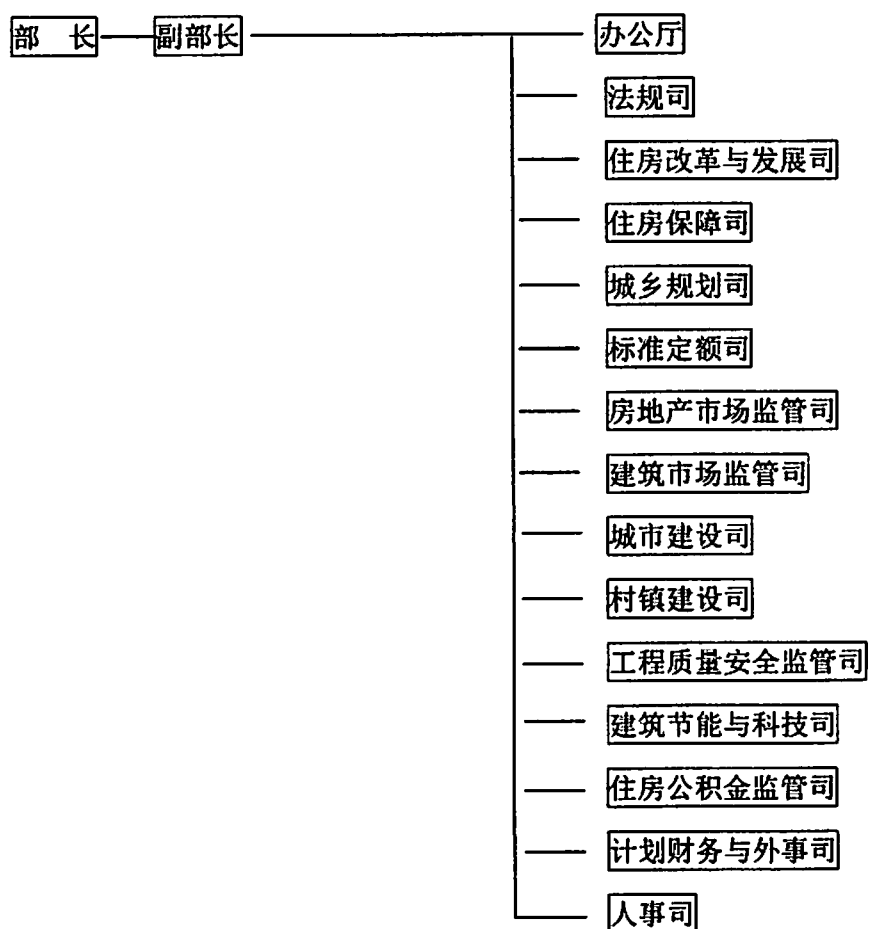 部 长 副部长 办公厅
法规司
住房改革与发展司
住房保障司
城乡规划司
标准定额司
房地产市场监管司
建筑市场监管司
城市建设司
村镇建设司
工程质量安全监管司
建筑节能与科技司
住房公积金监管司
计划财务与外事司
人事司